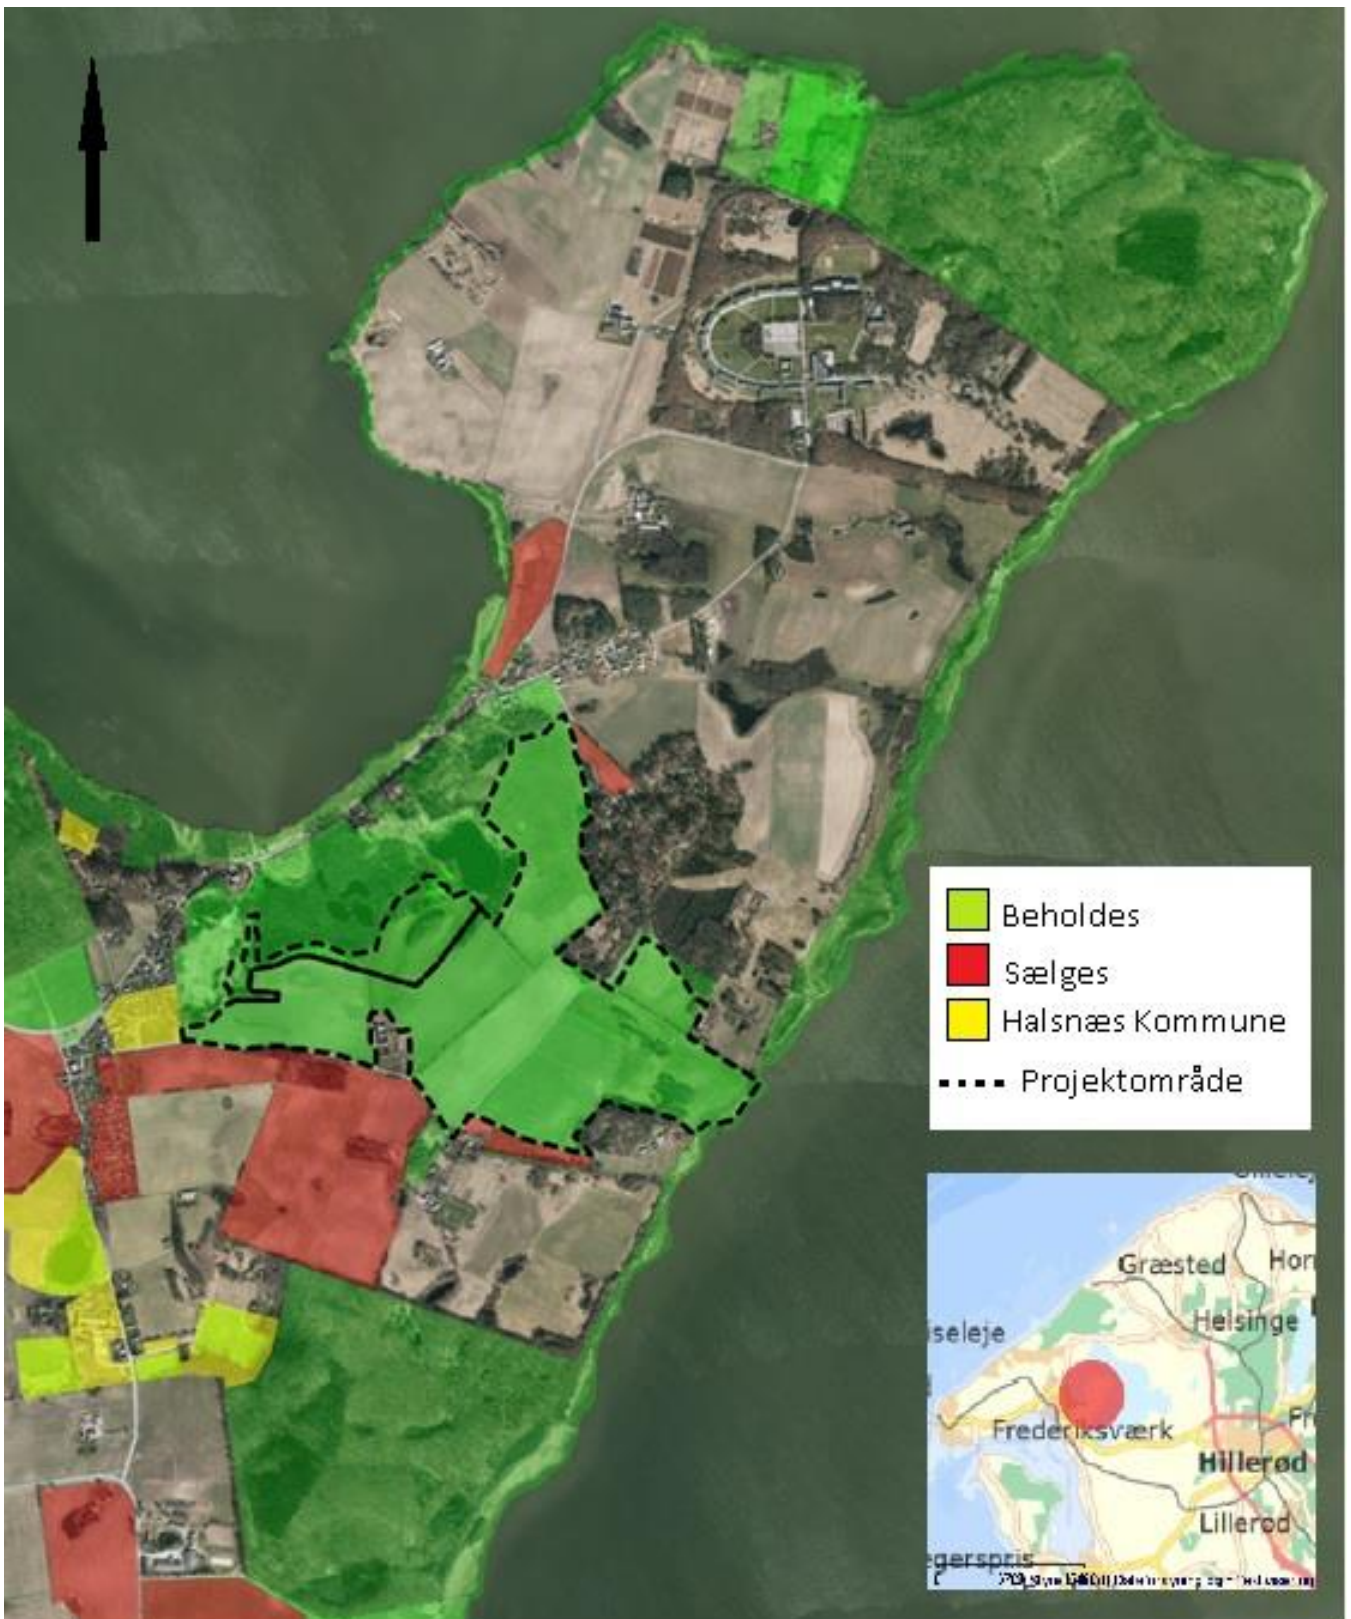 Beholdes
Sælges
Halsnæs Kommune
Projektområde
Græsted
Helsinge
Frederiksværk
Hillerød
Lillerød